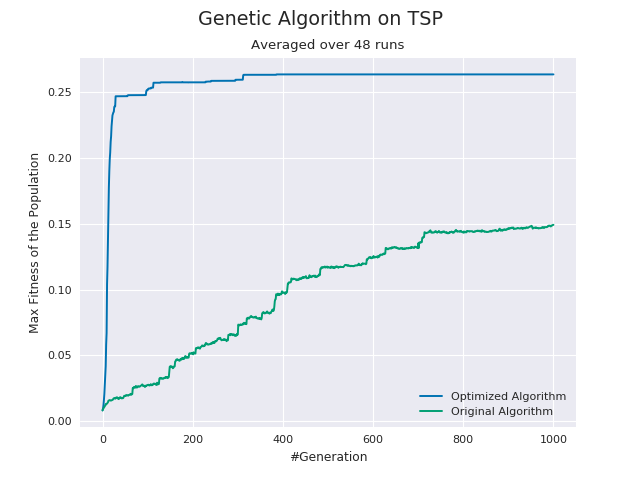 Genetic Algorithm on TSP
Averaged over 48 runs
Max Fitness of the Population
0.25
0.20
0.15
0.10
0.05
0.00
0 200 400 600 800 1000
#Generation
Optimized Algorithm
Original Algorithm